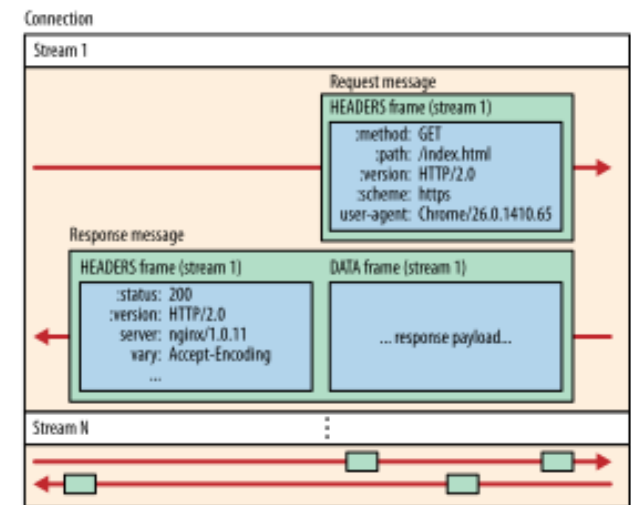 Connection
Stream 1
Request message
HEADERS frame (stream 1)
:method: GET
:path: /index.html
:version: HTTP/2.0
:scheme: https
user-agent: Chrome/26.0.1410.65
Response message
HEADERS frame (stream 1)
:status: 200
:version: HTTP/2.0
server: nginx/1.0.11
vary: Accept-Encoding
...
DATA frame (stream 1)
... response payload...
Stream N